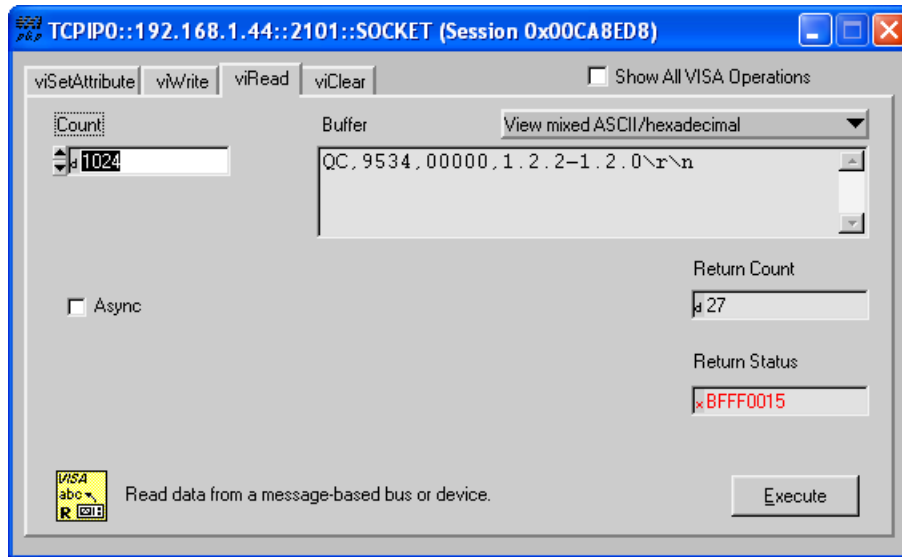 TCPIP0::192.168.1.44::2101::SOCKET (Session 0x00CA8ED8)
viSetAttribute viWrite viRead viClear Show All VISA Operations
Count Buffer View mixed ASCII/hexadecimal
d 1024 QC,9534,00000,1.2.2-1.2.0\r\n
Return Count
Async d 27
Return Status
x BFFF0015
VISA
abc
R
Read data from a message-based bus or device.
Execute